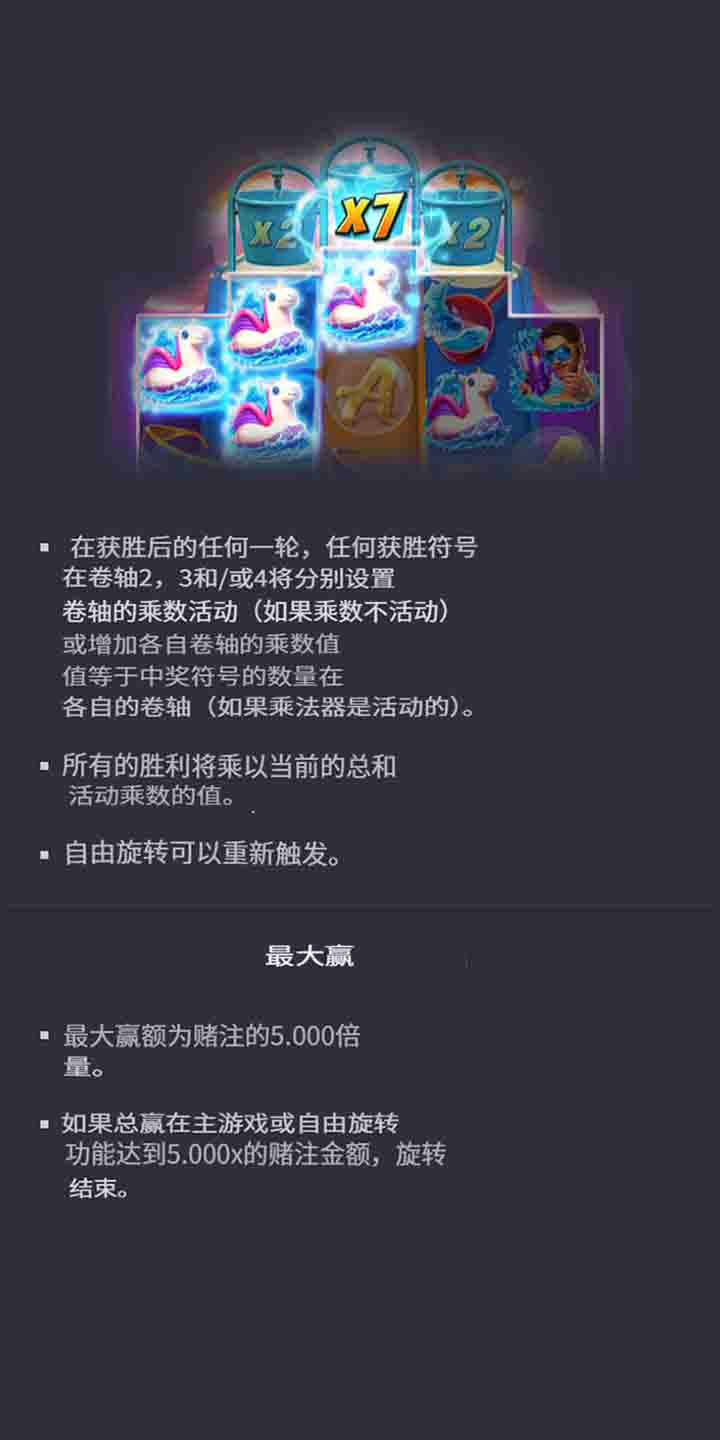 x2
x7
x2
A
▪ 在获胜后的任何一轮，任何获胜符号
在卷轴2，3和/或4将分别设置
卷轴的乘数活动（如果乘数不活动）
或增加各自卷轴的乘数值
值等于中奖符号的数量在
各自的卷轴（如果乘法器是活动的）。
▪ 所有的胜利将乘以当前的总和
活动乘数的值。
▪ 自由旋转可以重新触发。
最大赢
▪ 最大赢额为赌注的5.000倍
量。
▪ 如果总赢在主游戏或自由旋转
功能达到5.000x的赌注金额，旋转
结束。